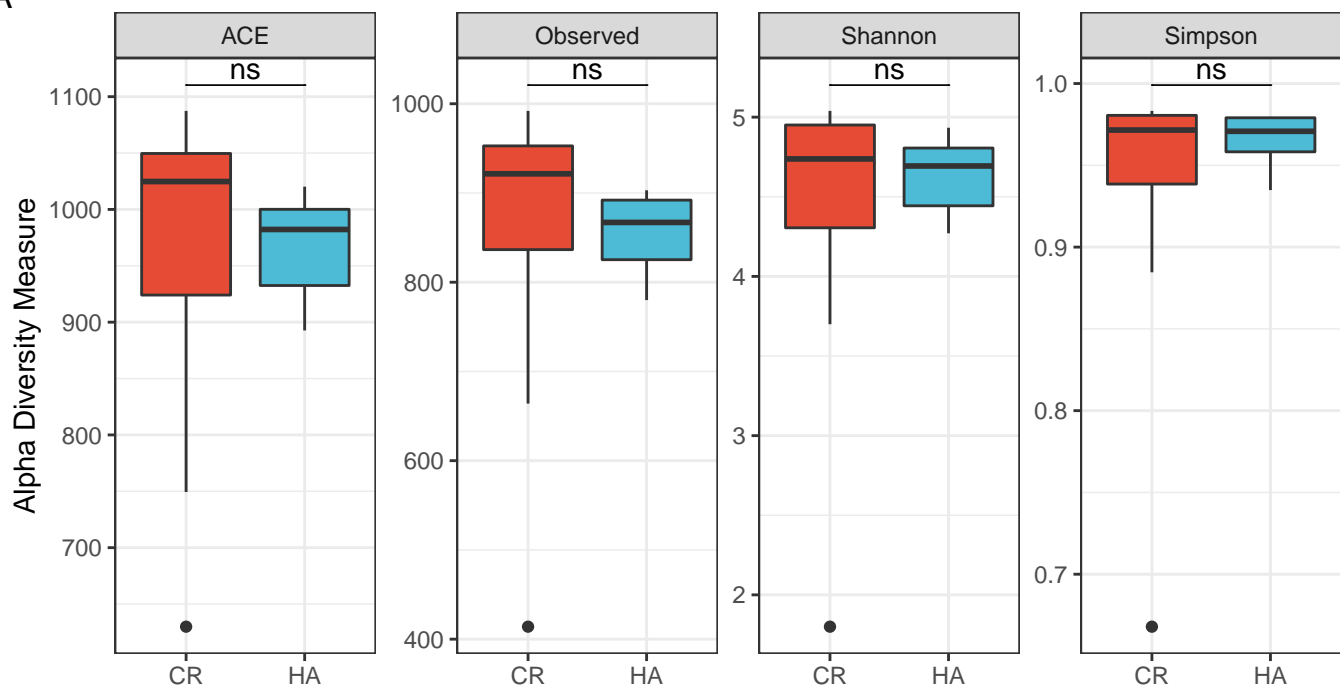 A
ACE
Observed
Shannon
Simpson
ns
ns
ns
ns
Alpha Diversity Measure
1100
1000
900
800
700
1000
800
600
400
5
4
3
2
1.0
0.9
0.8
0.7
CR HA
CR HA
CR HA
CR HA